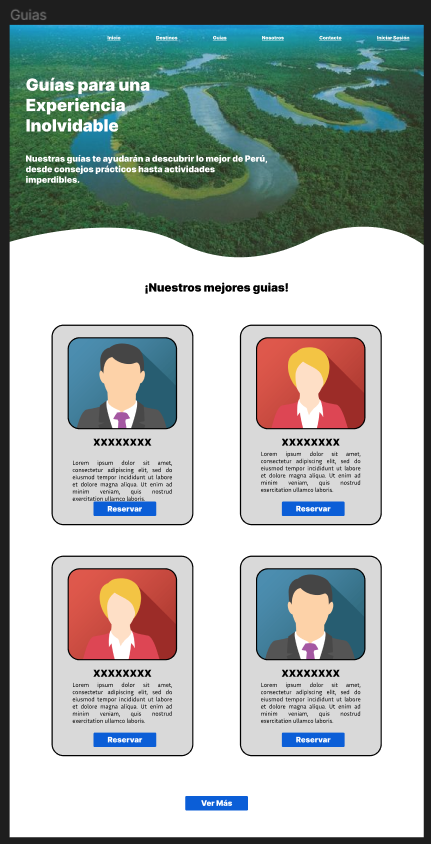 Guias
Inicio Destinos Guias Nosotros Contacto Iniciar Sesión
Guías para una
Experiencia
Inolvidable
Nuestras guías te ayudarán a descubrir lo mejor de Perú,
desde consejos prácticos hasta actividades
imperdibles.
¡Nuestros mejores guias!
XXXXXXXX
Lorem ipsum dolor sit amet,
consectetur adipiscing elit, sed do
eiusmod tempor incididunt ut labore
et dolore magna aliqua. Ut enim ad
minim veniam, quis nostrud
exercitation ullamco laboris.
Reservar
XXXXXXXX
Lorem ipsum dolor sit amet,
consectetur adipiscing elit, sed do
eiusmod tempor incididunt ut labore
et dolore magna aliqua. Ut enim ad
minim veniam, quis nostrud
exercitation ullamco laboris.
Reservar
XXXXXXXX
Lorem ipsum dolor sit amet,
consectetur adipiscing elit, sed do
eiusmod tempor incididunt ut labore
et dolore magna aliqua. Ut enim ad
minim veniam, quis nostrud
exercitation ullamco laboris.
Reservar
XXXXXXXX
Lorem ipsum dolor sit amet,
consectetur adipiscing elit, sed do
eiusmod tempor incididunt ut labore
et dolore magna aliqua. Ut enim ad
minim veniam, quis nostrud
exercitation ullamco laboris.
Reservar
Ver Más